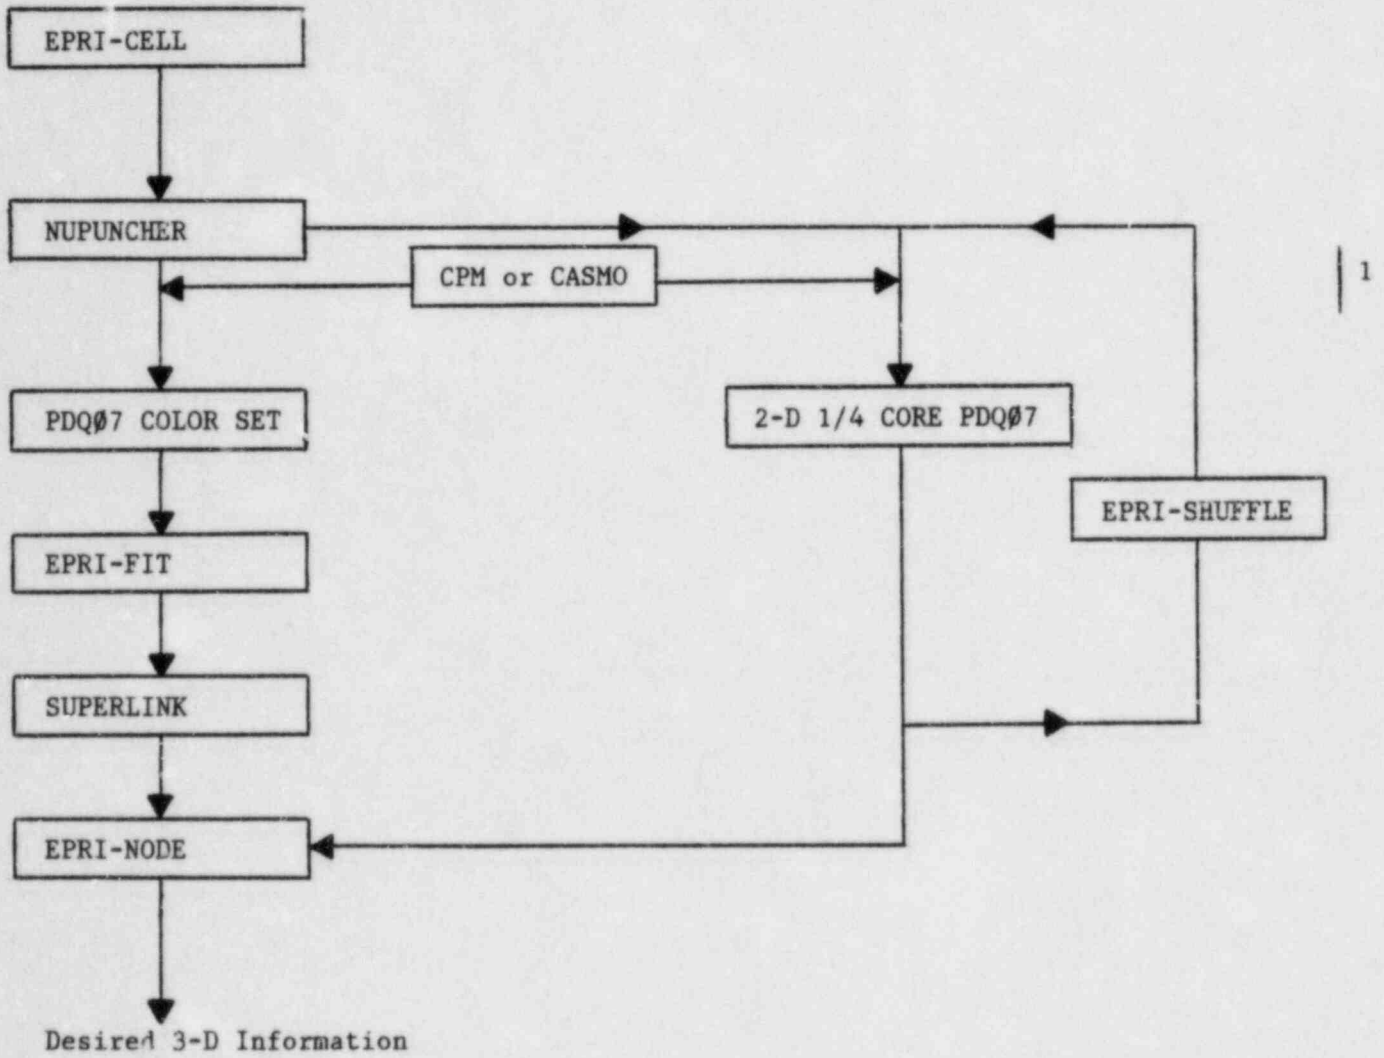 EPRI-CELL
NUPUNCHER
CPM or CASMO
1
PDQØ7 COLOR SET
2-D 1/4 CORE PDQØ7
EPRI-SHUFFLE
EPRI-FIT
SUPERLINK
EPRI-NODE
Desired 3-D Information